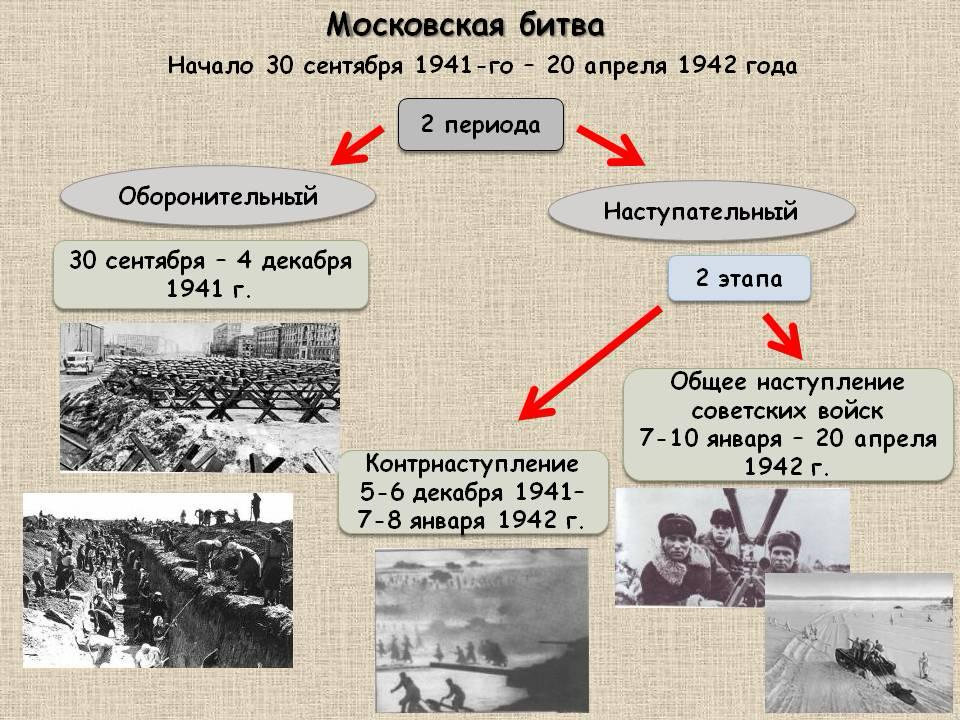 Московская битва
Начало 30 сентября 1941-го – 20 апреля 1942 года
2 периода
Оборонительный
30 сентября – 4 декабря
1941 г.
Наступательный
2 этапа
Контрнаступление
5-6 декабря 1941–
7-8 января 1942 г.
Общее наступление
советских войск
7-10 января – 20 апреля
1942 г.